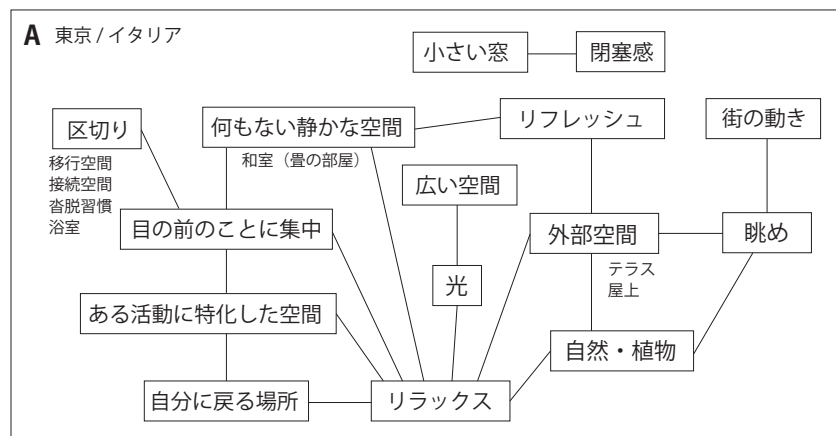 A 東京 / イタリア
小さい窓
閉塞感
区切り
移行空間
接続空間
沓脱習慣
浴室
何もない静かな空間
和室（畳の部屋）
リフレッシュ
街の動き
広い空間
目の前のことに集中
外部空間
テラス
屋上
眺め
光
ある活動に特化した空間
自然・植物
自分に戻る場所
リラックス